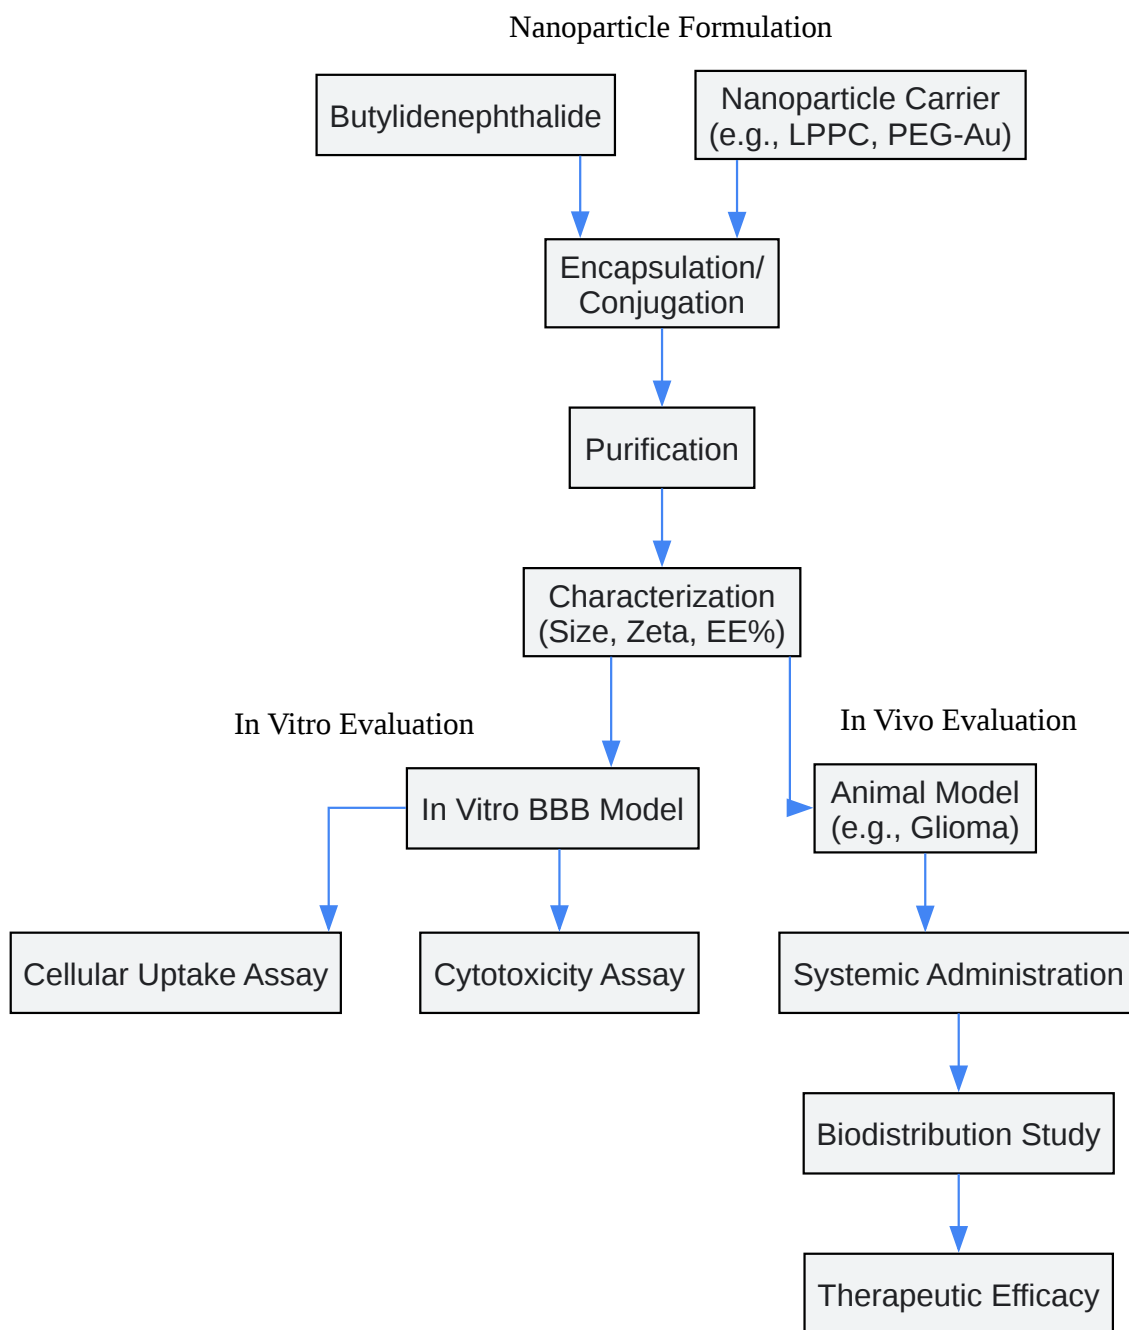 Nanoparticle Formulation
Butylidenephthalide
Nanoparticle Carrier
(e.g., LPPC, PEG-Au)
Encapsulation/
Conjugation
Purification
Characterization
(Size, Zeta, EE%)
In Vitro Evaluation
In Vivo Evaluation
In Vitro BBB Model
Animal Model
(e.g., Glioma)
Cellular Uptake Assay
Cytotoxicity Assay
Systemic Administration
Biodistribution Study
Therapeutic Efficacy